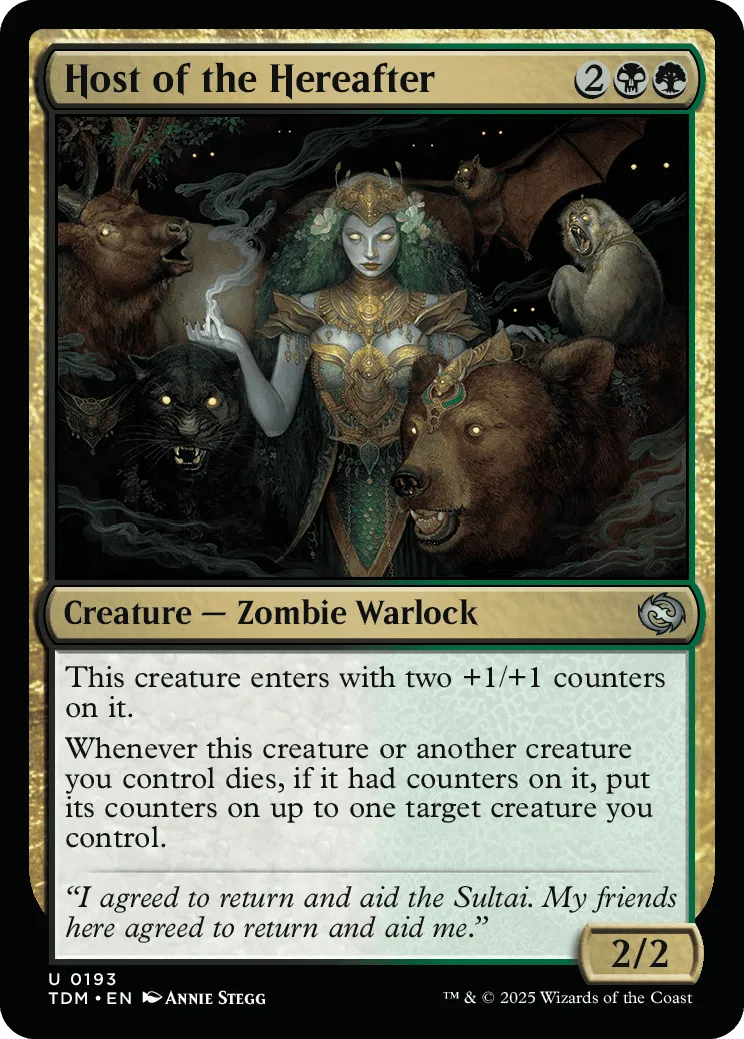 Host of the Hereafter 2
Creature — Zombie Warlock
This creature enters with two +1/+1 counters
on it.
Whenever this creature or another creature
you control dies, if it had counters on it, put
its counters on up to one target creature you
control.
“I agreed to return and aid the Sultai. My friends
here agreed to return and aid me.”
2/2
U 0193
TDM • EN ANNIE STEGG
™ & © 2025 Wizards of the Coast